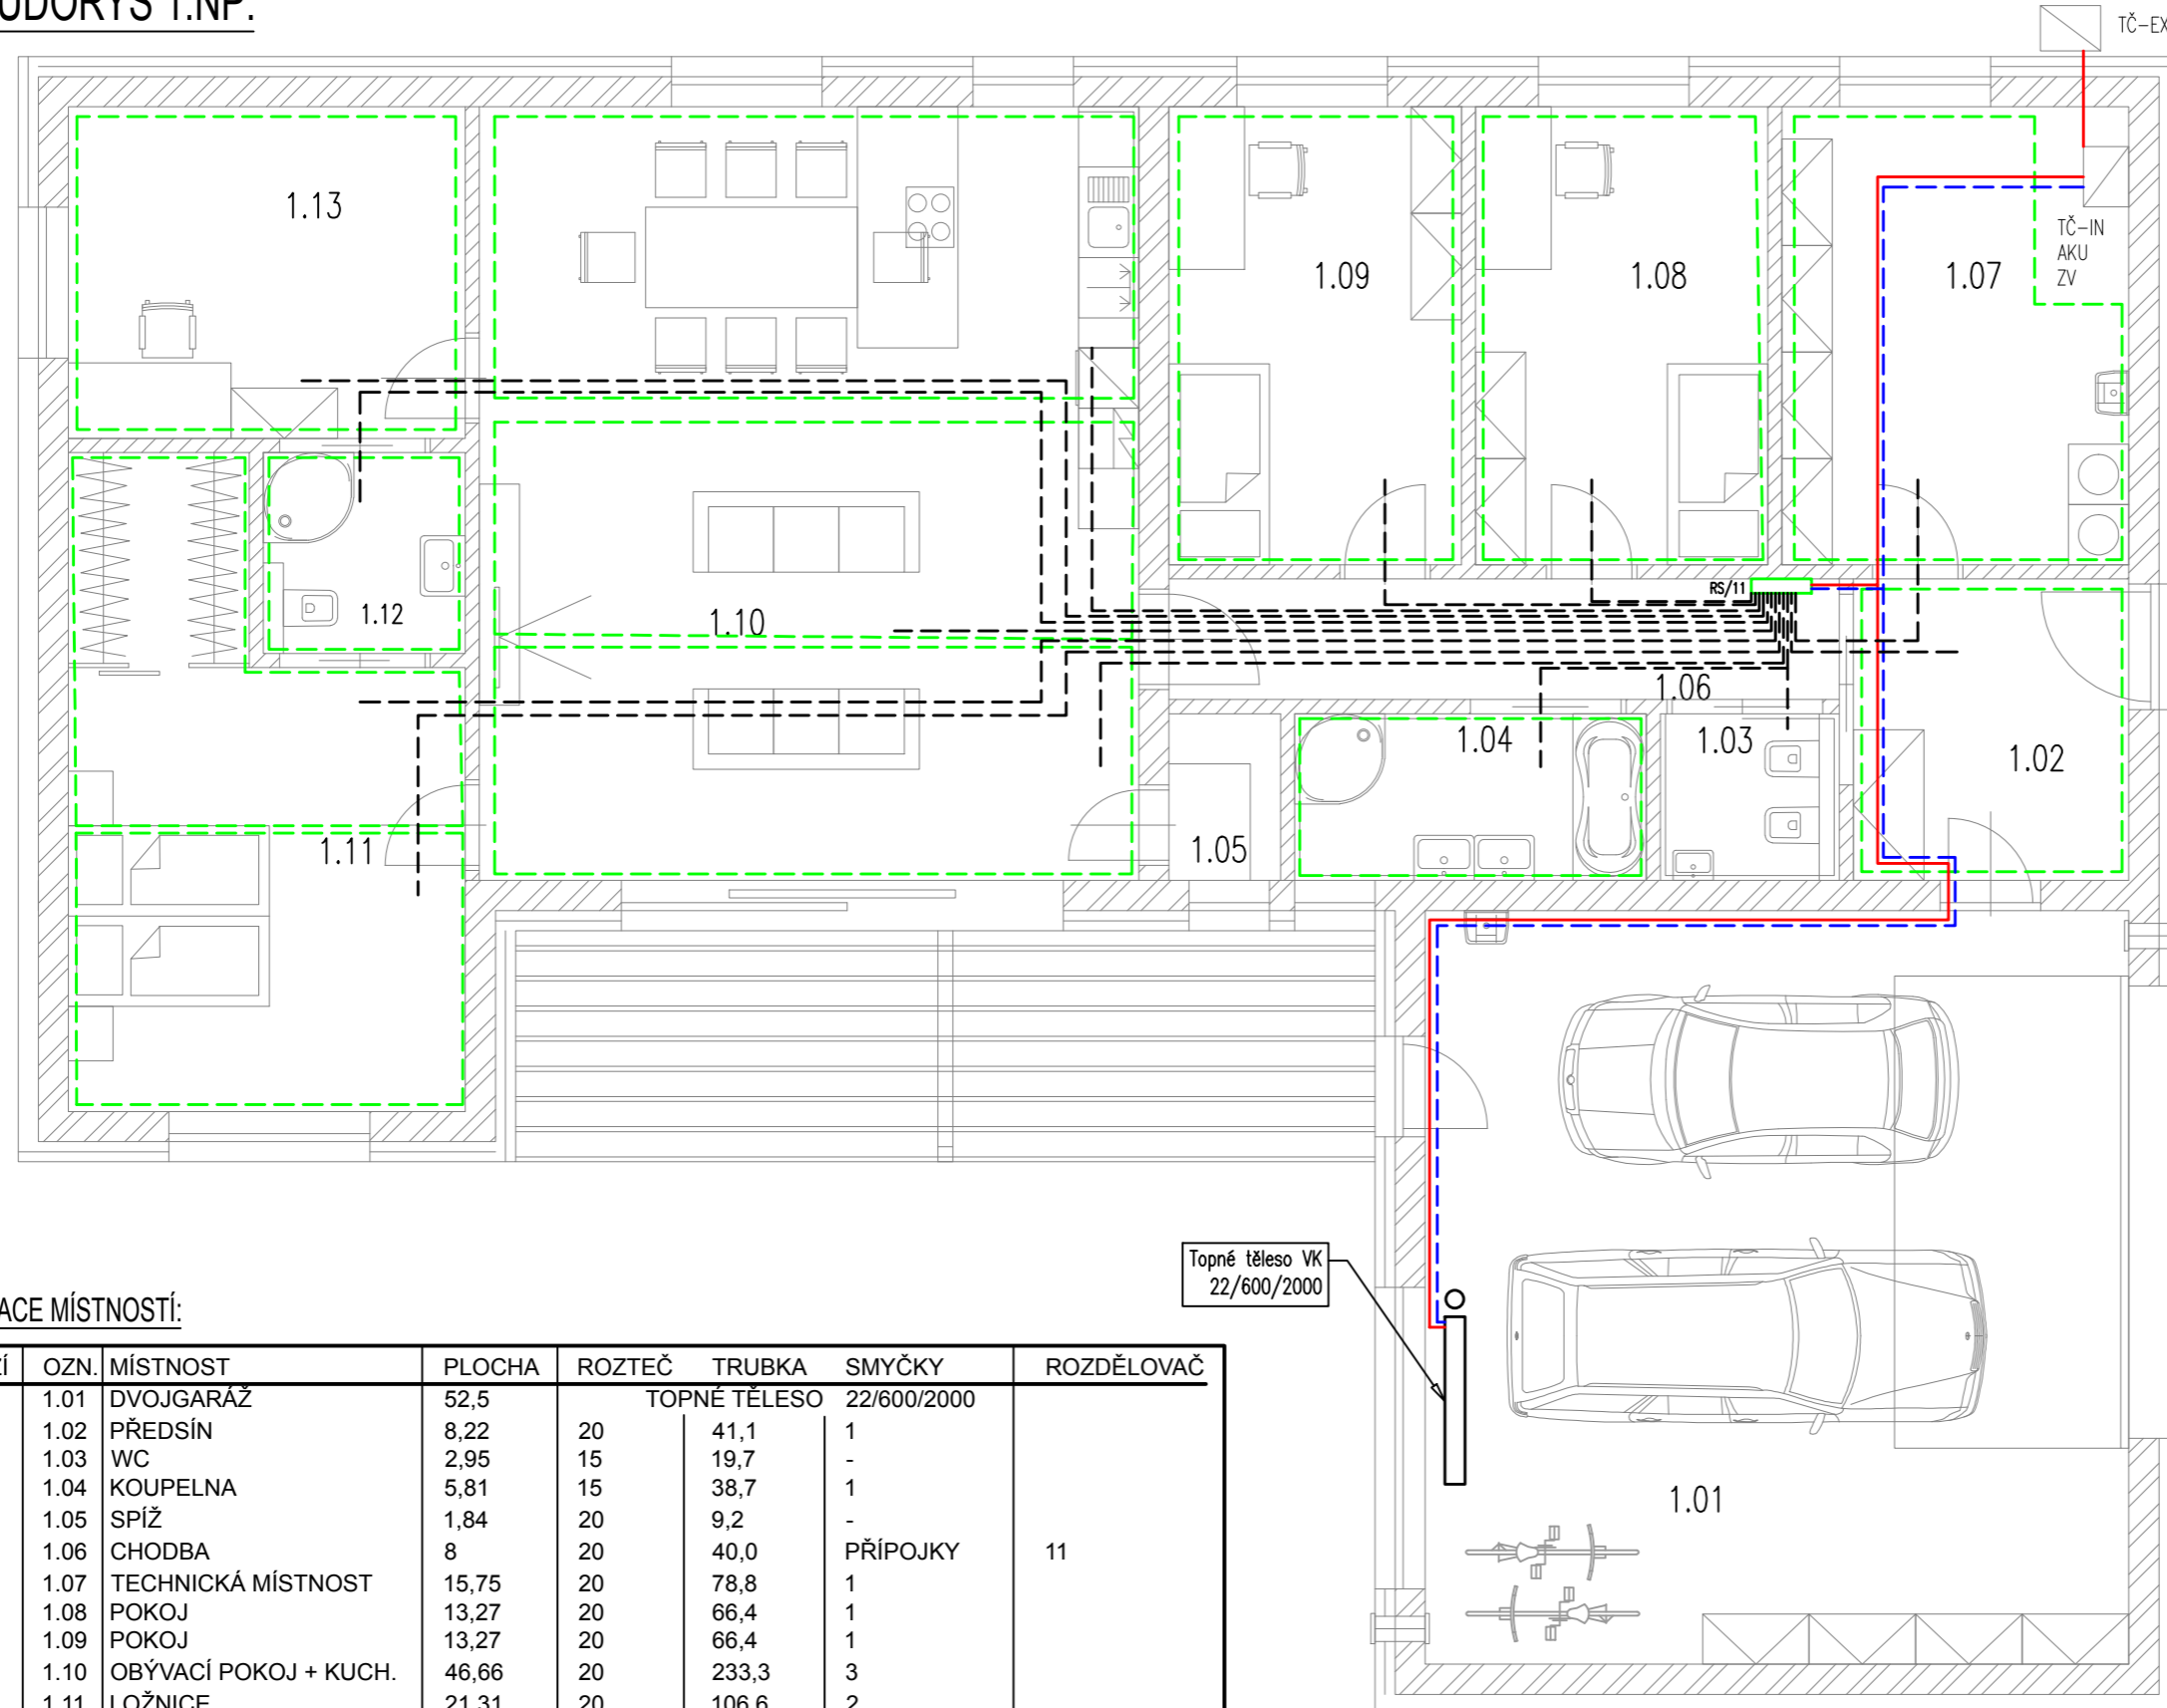 PŮDORYS 1.NP.
TČ-EX
1.13
1.09
1.08
1.07
TČ-IN
AKU
ZV
RS/11
1.12
1.10
1.06
1.04
1.03
1.02
1.11
1.05
Topné těleso VK
22/600/2000
1.01
ACE MÍSTNOSTÍ:
ZÍ OZN. MÍSTNOST PLOCHA ROZTEČ TRUBKA SMYČKY ROZDĚLOVAČ
1.01 DVOJGARÁŽ 52,5 TOPNÉ TĚLESO 22/600/2000
1.02 PŘEDSÍN 8,22 20 41,1 1
1.03 WC 2,95 15 19,7 -
1.04 KOUPELNA 5,81 15 38,7 1
1.05 SPÍŽ 1,84 20 9,2 -
1.06 CHODBA 8 20 40,0 PŘÍPOJKY 11
1.07 TECHNICKÁ MÍSTNOST 15,75 20 78,8 1
1.08 POKOJ 13,27 20 66,4 1
1.09 POKOJ 13,27 20 66,4 1
1.10 OBÝVACÍ POKOJ + KUCH. 46,66 20 233,3 3
1.11 LOŽNICE 21,31 20 106,6 2